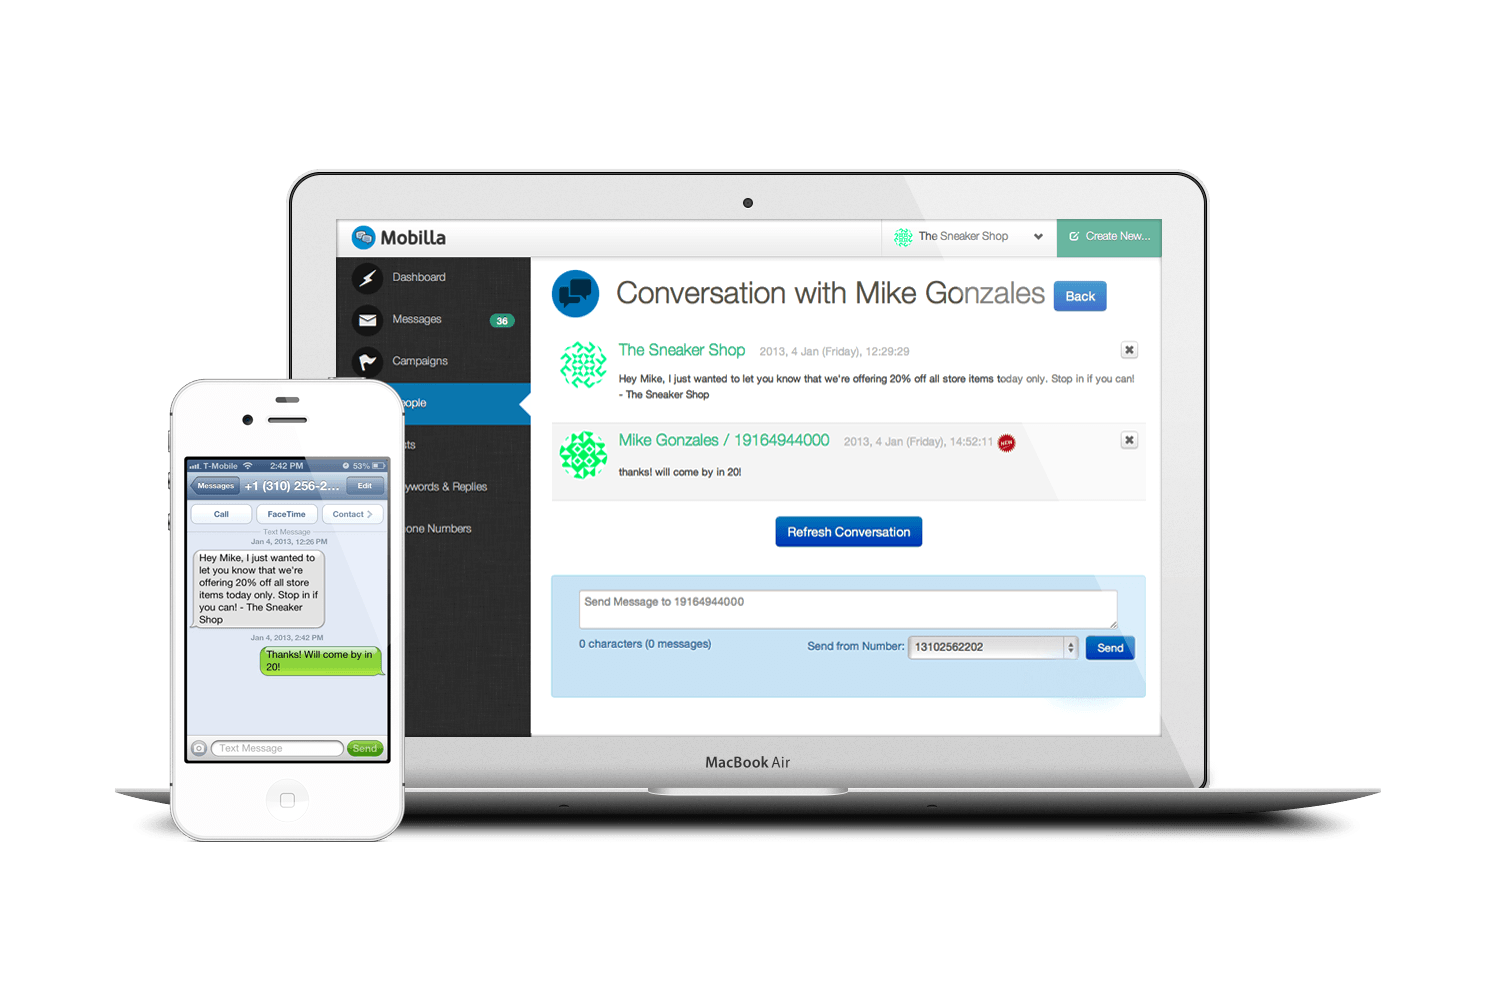 Mobilla
The Sneaker Shop
Create New...
Dashboard
Messages
36
Campaigns
Conversation with Mike Gonzales
Back
The Sneaker Shop 2013, 4 Jan (Friday), 12:29:29
Hey Mike, I just wanted to let you know that we're offering 20% off all store items today only. Stop in if you can!
- The Sneaker Shop
Mike Gonzales / 19164944000 2013, 4 Jan (Friday), 14:52:11 NEW
thanks! will come by in 20!
Refresh Conversation
Send Message to 19164944000
0 characters (0 messages)
Send from Number: 13102562202
Send
ople
sts
ywords & Replies
one Numbers
MacBook Air
T-Mobile 2:42 PM 53%
Messages +1 (310) 256-2... Edit
Call FaceTime Contact
Text Message
Jan 4, 2013, 12:26 PM
Hey Mike, I just wanted to
let you know that we're
offering 20% off all store
items today only. Stop in if
you can! - The Sneaker
Shop
Jan 4, 2013, 2:42 PM
Thanks! Will come by in
20!
Text Message
Send